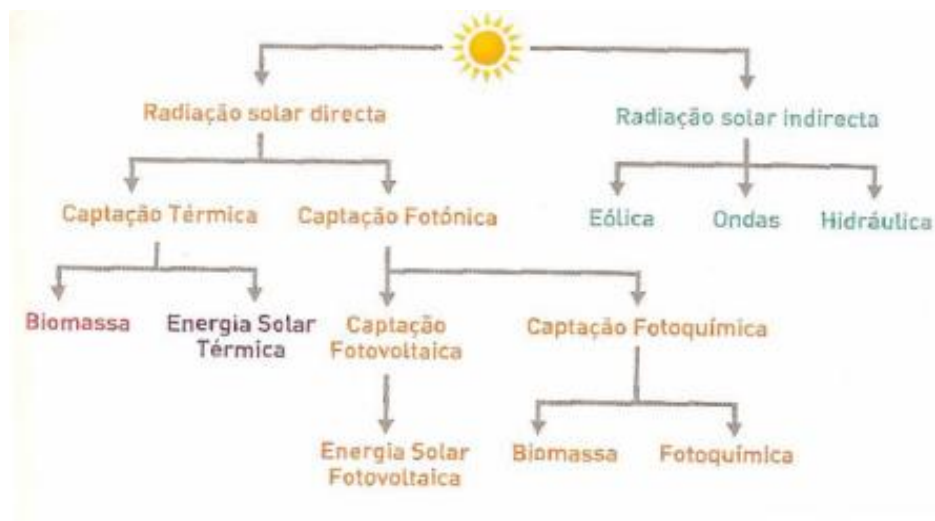 Radiação solar directa
Radiação solar indirecta
Captação Térmica
Captação Fotónica
Eólica
Ondas
Hidráulica
Biomassa
Energia Solar
Térmica
Captação
Fotovoltaica
Captação Fotoquímica
Energia Solar
Fotovoltaica
Biomassa
Fotoquímica